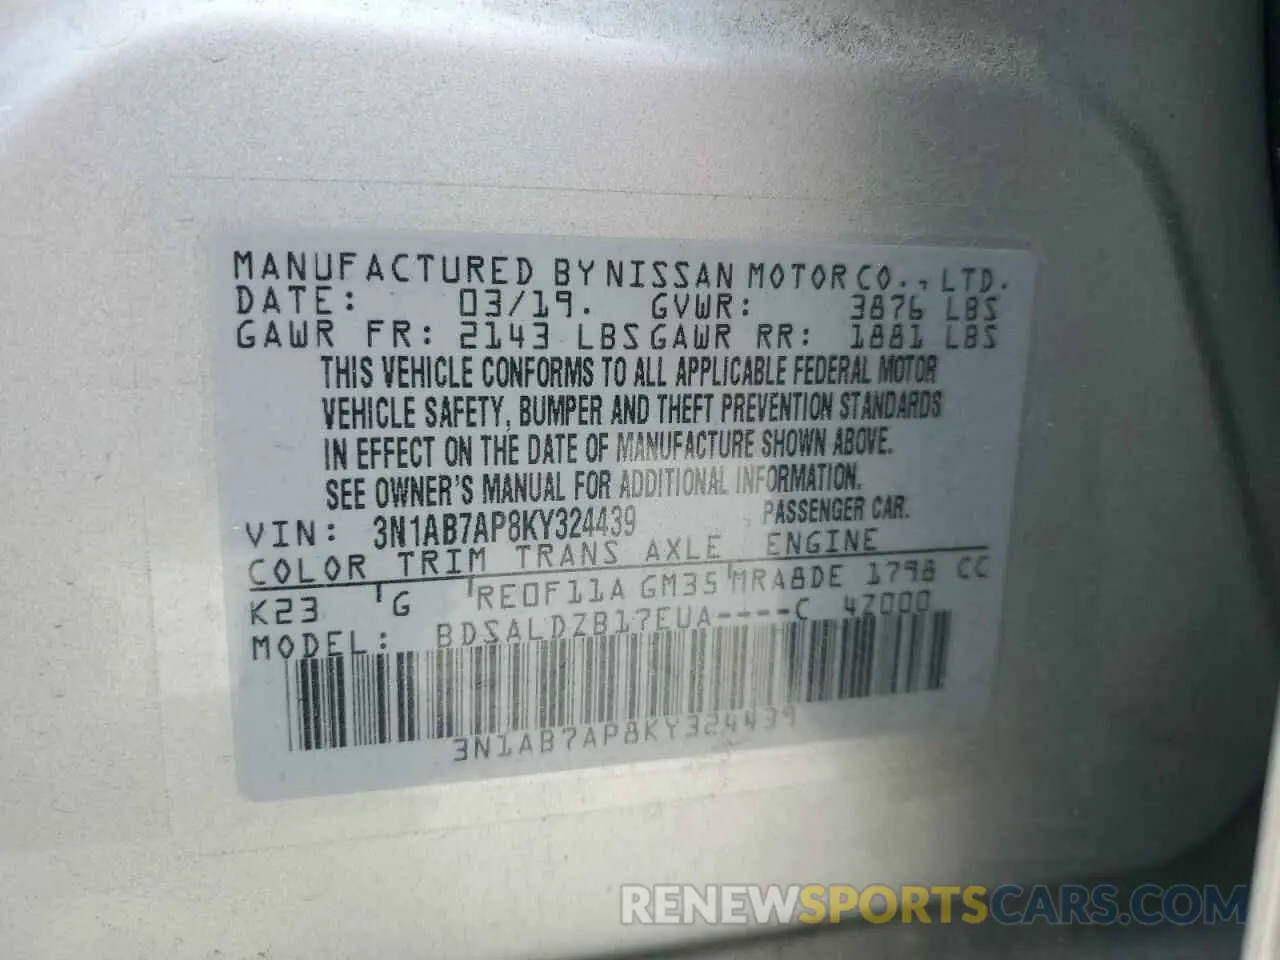 MANUFACTURED BY NISSAN MOTOR CO., LTD.
DATE: 03/19. GVWR: 3876 LBS
GAWR FR: 2143 LBS GAWR RR: 1881 LBS
THIS VEHICLE CONFORMS TO ALL APPLICABLE FEDERAL MOTOR
VEHICLE SAFETY, BUMPER AND THEFT PREVENTION STANDARDS
IN EFFECT ON THE DATE OF MANUFACTURE SHOWN ABOVE.
SEE OWNER'S MANUAL FOR ADDITIONAL INFORMATION.
VIN: 3N1AB7AP8KY324439 PASSENGER CAR.
COLOR TRIM TRANS AXLE ENGINE
K23 G RE0F11A GM35 MRA8DE 1798 CC
MODEL: BDSALDZB17EUA----C 4Z000
3N1AB7AP8KY324439
RENEWSPORTSCARS.COM